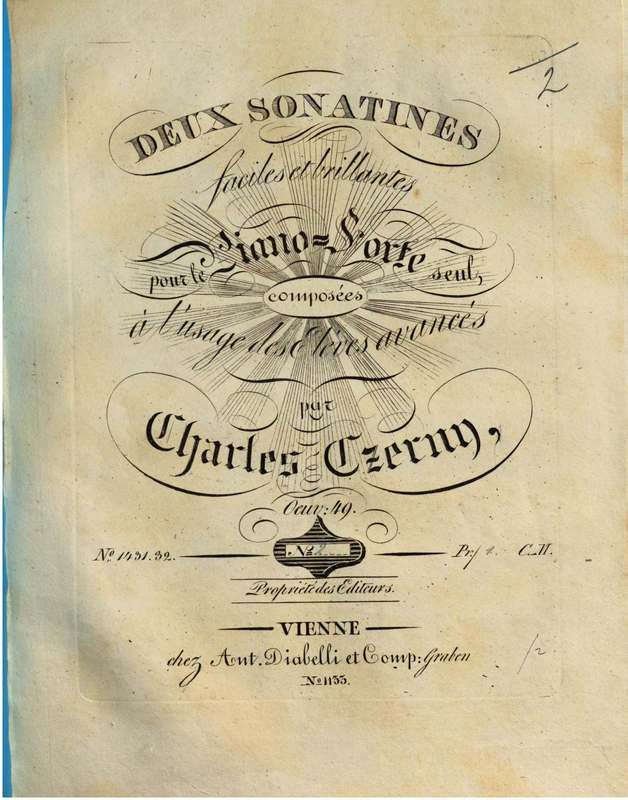 2
DEUX SONATINES
faciles et brillantes
pour le Piano=Forte seul,
composées
à l'usage des Elèves avancés
par
Charles Czerny,
Oeuv: 49.
No 1431.32. No 2 Pr: f C.M.
Propriété des Editeurs.
VIENNE
chez Ant. Diabelli et Comp: Graben
No 1133.